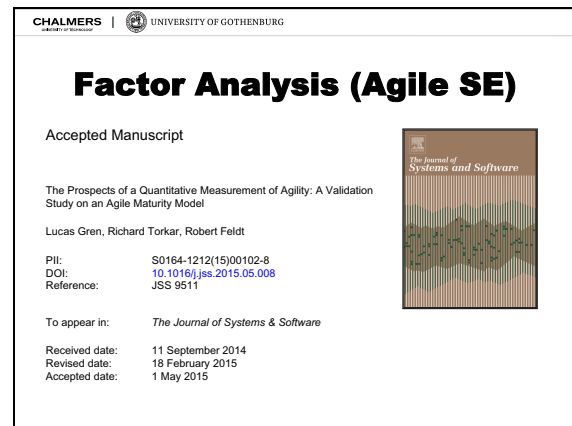 CHALMERS | UNIVERSITY OF GOTHENBURG
UNIVERSITY OF TECHNOLOGY
Factor Analysis (Agile SE)
Accepted Manuscript
The Journal of
Systems and Software
The Prospects of a Quantitative Measurement of Agility: A Validation
Study on an Agile Maturity Model
Lucas Gren, Richard Torkar, Robert Feldt
PII: S0164-1212(15)00102-8
DOI: 10.1016/j.jss.2015.05.008
Reference: JSS 9511
To appear in: The Journal of Systems & Software
Received date: 11 September 2014
Revised date: 18 February 2015
Accepted date: 1 May 2015